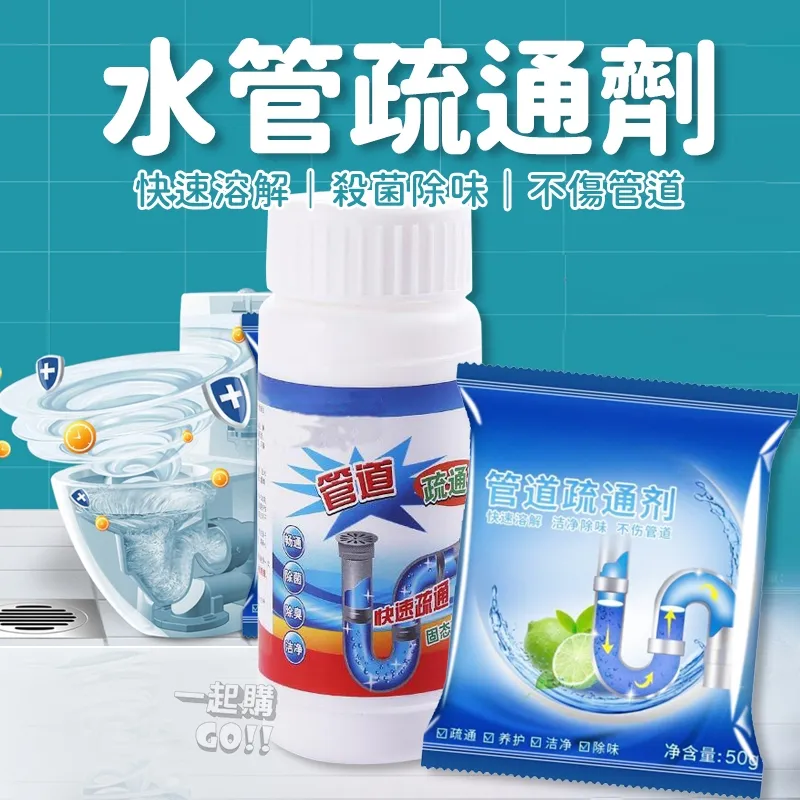 水管疏通劑
快速溶解｜殺菌除味｜不傷管道
管道
疏通
畅通
除菌
除臭
洁净
快速疏通
固态
管道疏通剂
快速溶解 洁净除味 不伤管道
☑疏通 ☑养护 ☑洁净 ☑除味
净含量:50g
一起購
GO!!